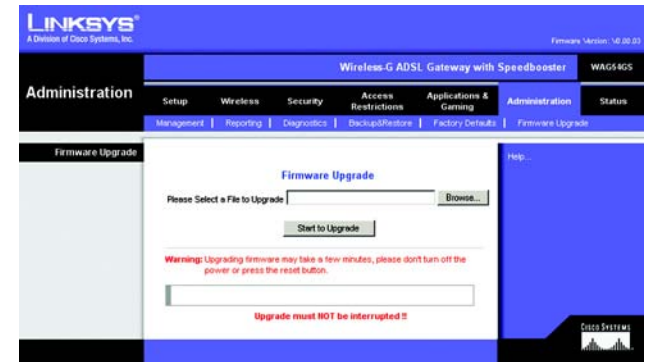 LINKSYS®
A Division of Cisco Systems, Inc.
Firmware Version: V0.00.03
Wireless-G ADSL Gateway with Speedbooster
WAG54GS
Administration
Setup
Wireless
Security
Access Restrictions
Applications & Gaming
Administration
Status
Management | Reporting | Diagnostics | Backup&Restore | Factory Defaults | Firmware Upgrade
Firmware Upgrade
Help...
Firmware Upgrade
Please Select a File to Upgrade
Browse...
Start to Upgrade
Warning: Upgrading firmware may take a few minutes, please don't turn off the
power or press the reset button.
Upgrade must NOT be interrupted !!
CISCO SYSTEMS